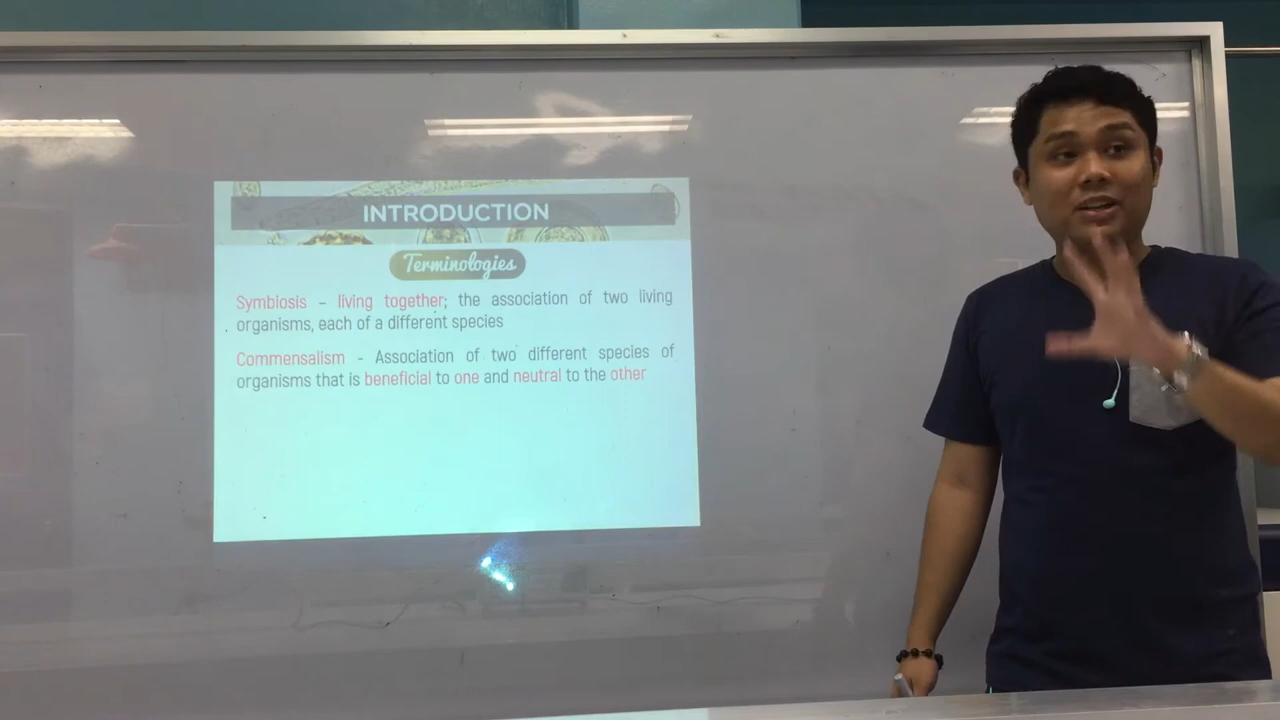 INTRODUCTION
Terminologies
Symbiosis – living together; the association of two living
organisms, each of a different species
Commensalism - Association of two different species of
organisms that is beneficial to one and neutral to the other